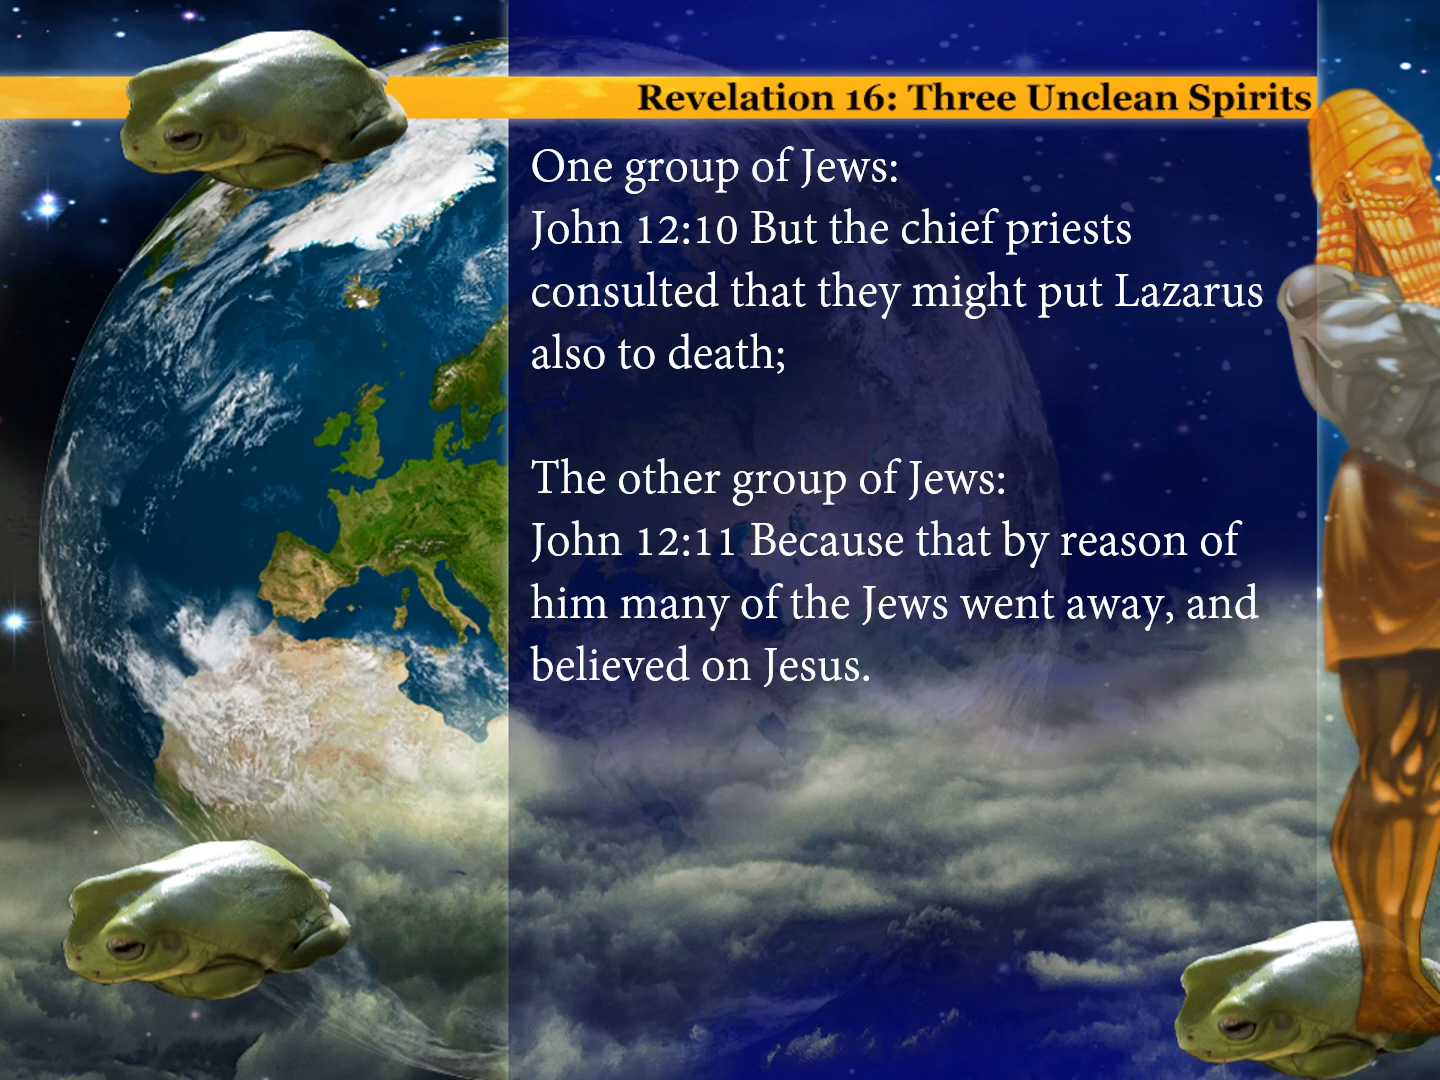 Revelation 16: Three Unclean Spirits
One group of Jews:
John 12:10 But the chief priests
consulted that they might put Lazarus
also to death;
The other group of Jews:
John 12:11 Because that by reason of
him many of the Jews went away, and
believed on Jesus.